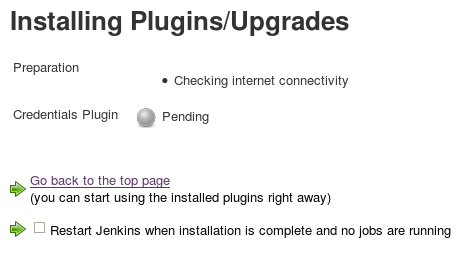 Installing Plugins/Upgrades
Preparation
Checking internet connectivity
Credentials Plugin Pending
Go back to the top page
(you can start using the installed plugins right away)
Restart Jenkins when installation is complete and no jobs are running